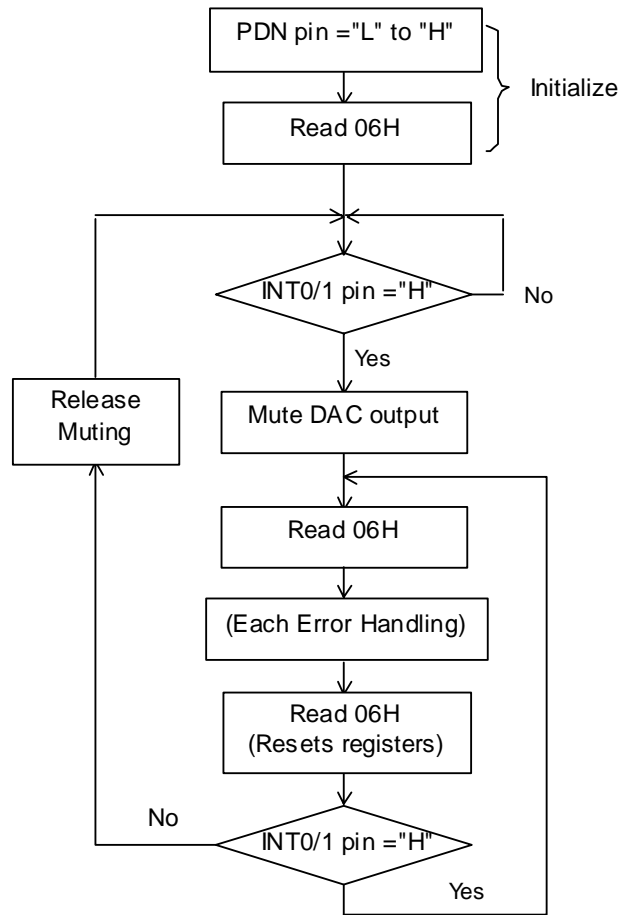 PDN pin ="L" to "H"
Initialize
Read 06H
INT0/1 pin ="H"
No
Yes
Release
Muting
Mute DAC output
Read 06H
(Each Error Handling)
Read 06H
(Resets registers)
No
INT0/1 pin ="H"
Yes